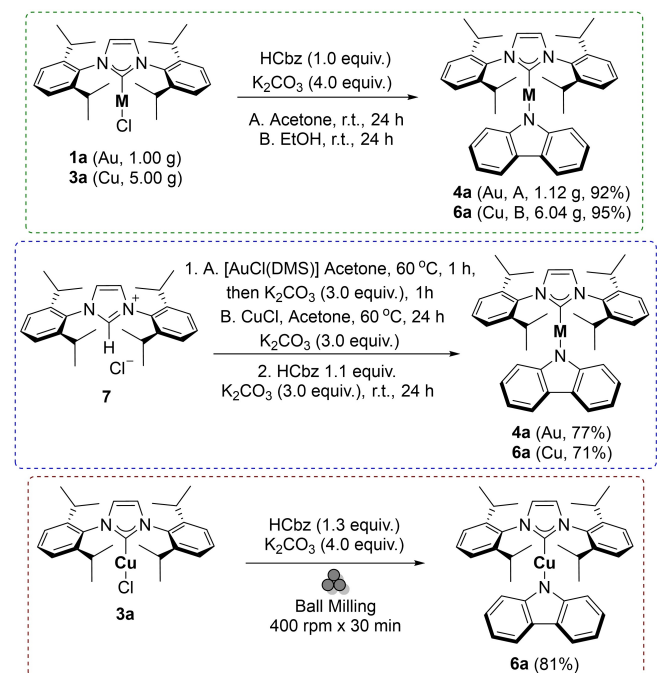 N N
M
Cl
1a (Au, 1.00 g)
3a (Cu, 5.00 g)
HCbz (1.0 equiv.)
K2CO3 (4.0 equiv.)
A. Acetone, r.t., 24 h
B. EtOH, r.t., 24 h
N N
M
N
4a (Au, A, 1.12 g, 92%)
6a (Cu, B, 6.04 g, 95%)
N N+
H
Cl−
7
1. A. [AuCl(DMS)] Acetone, 60 °C, 1 h,
then K2CO3 (3.0 equiv.), 1h
B. CuCl, Acetone, 60 °C, 24 h
K2CO3 (3.0 equiv.)
2. HCbz 1.1 equiv.
K2CO3 (3.0 equiv.), r.t., 24 h
N N
M
N
4a (Au, 77%)
6a (Cu, 71%)
N N
Cu
Cl
3a
HCbz (1.3 equiv.)
K2CO3 (4.0 equiv.)
Ball Milling
400 rpm x 30 min
N N
Cu
N
6a (81%)